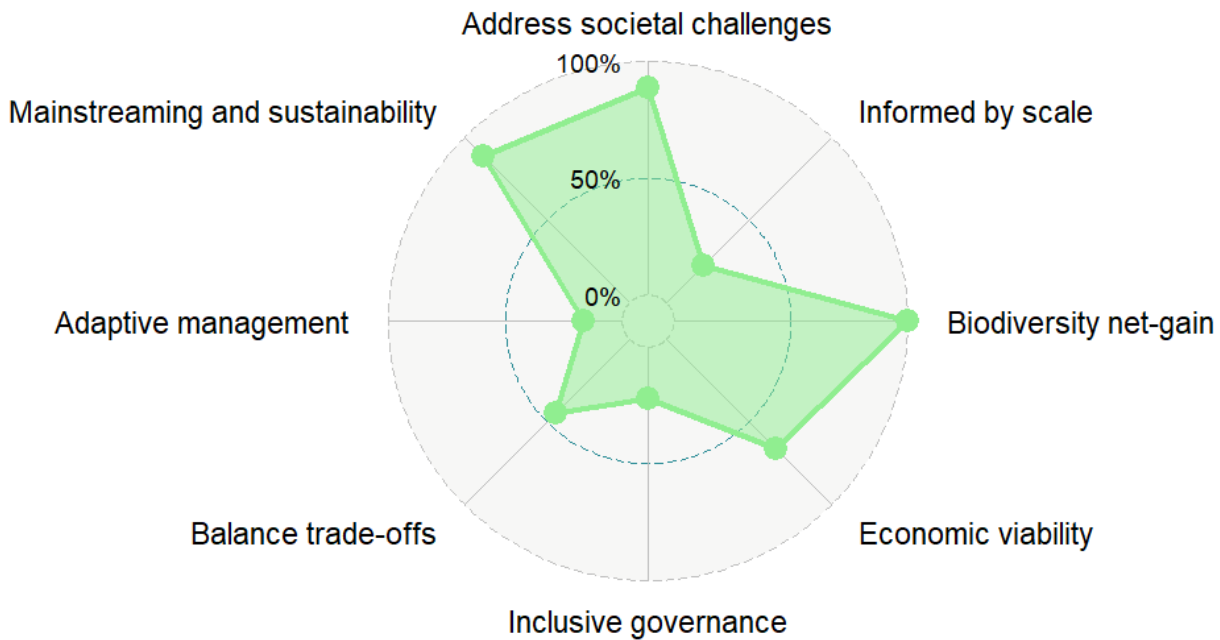 Address societal challenges
100%
Mainstreaming and sustainability
Informed by scale
50%
0%
Adaptive management
Biodiversity net-gain
Balance trade-offs
Economic viability
Inclusive governance